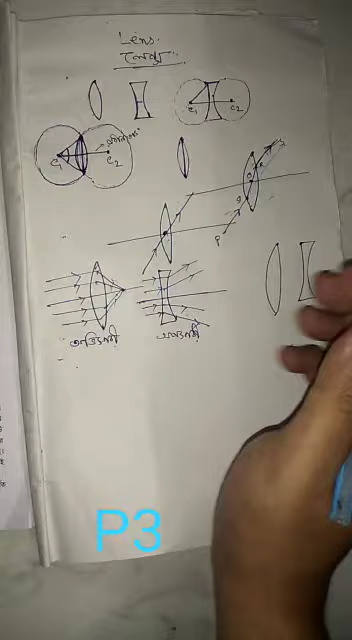 Lens.
লেন্স
C₁
C₂
C₁
C₂
P
অভিসারী
অপসারী
P3